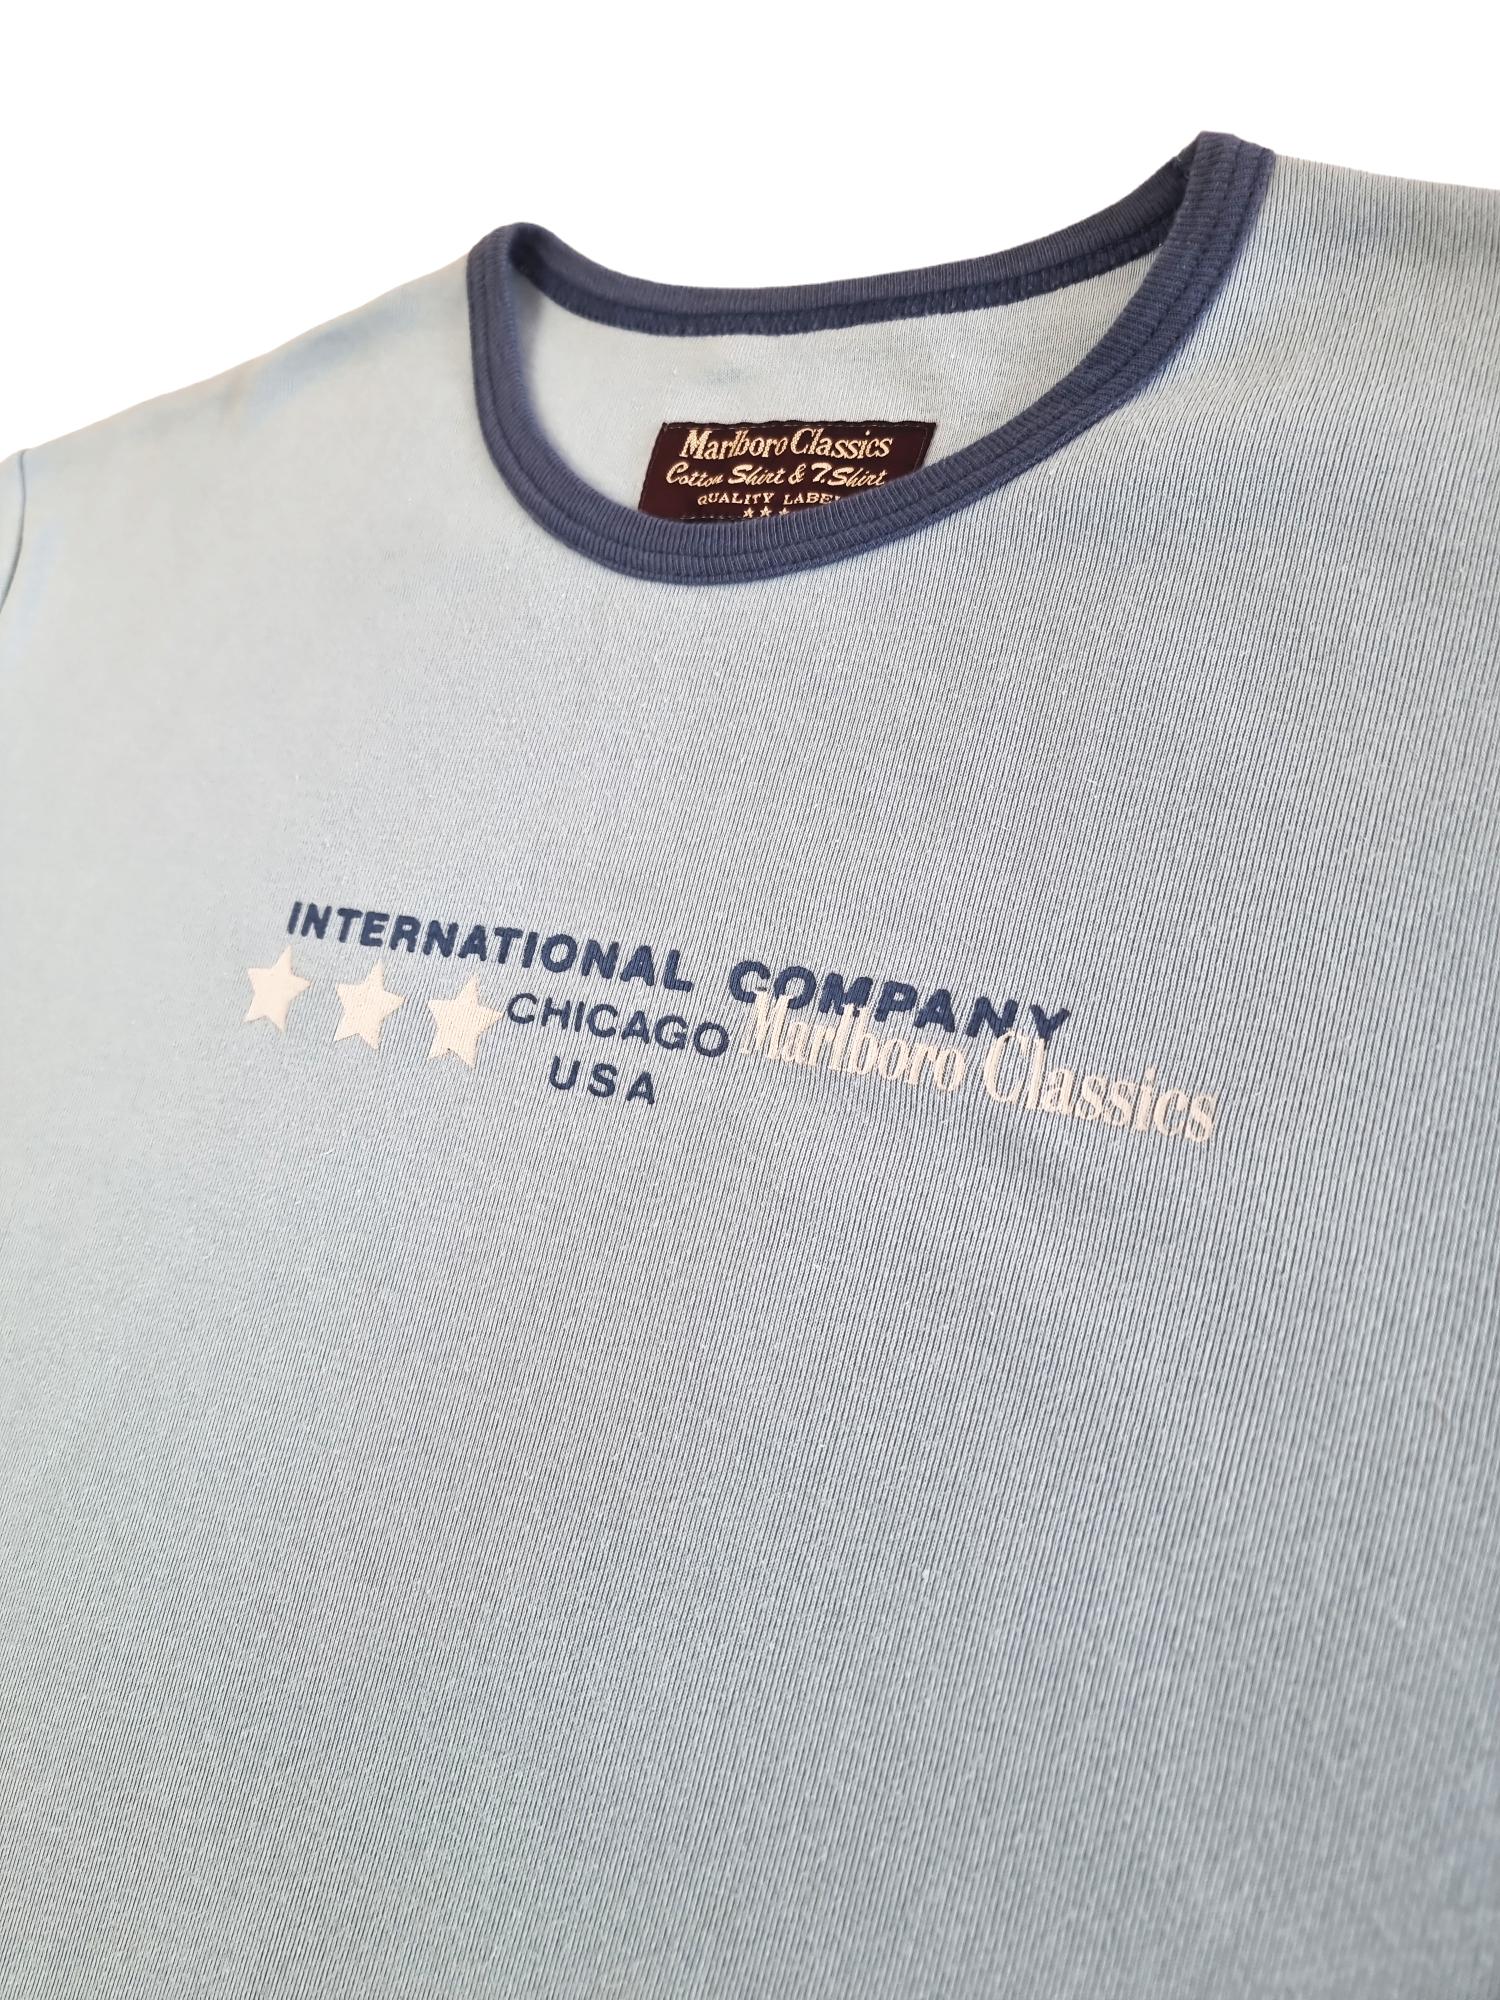 Marlboro Classics
Cotton Shirt & T.Shirt
QUALITY LABEL
INTERNATIONAL COMPANY
CHICAGO Marlboro Classics
USA